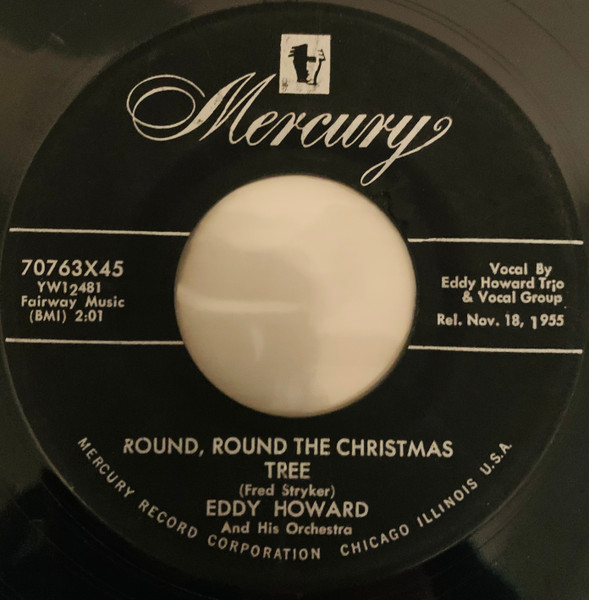 Mercury
70763X45
YW12481
Fairway Music
(BMI) 2:01
Vocal By
Eddy Howard Trio
& Vocal Group
Rel. Nov. 18, 1955
ROUND, ROUND THE CHRISTMAS
TREE
(Fred Stryker)
EDDY HOWARD
And His Orchestra
MERCURY RECORD CORPORATION CHICAGO ILLINOIS U.S.A.